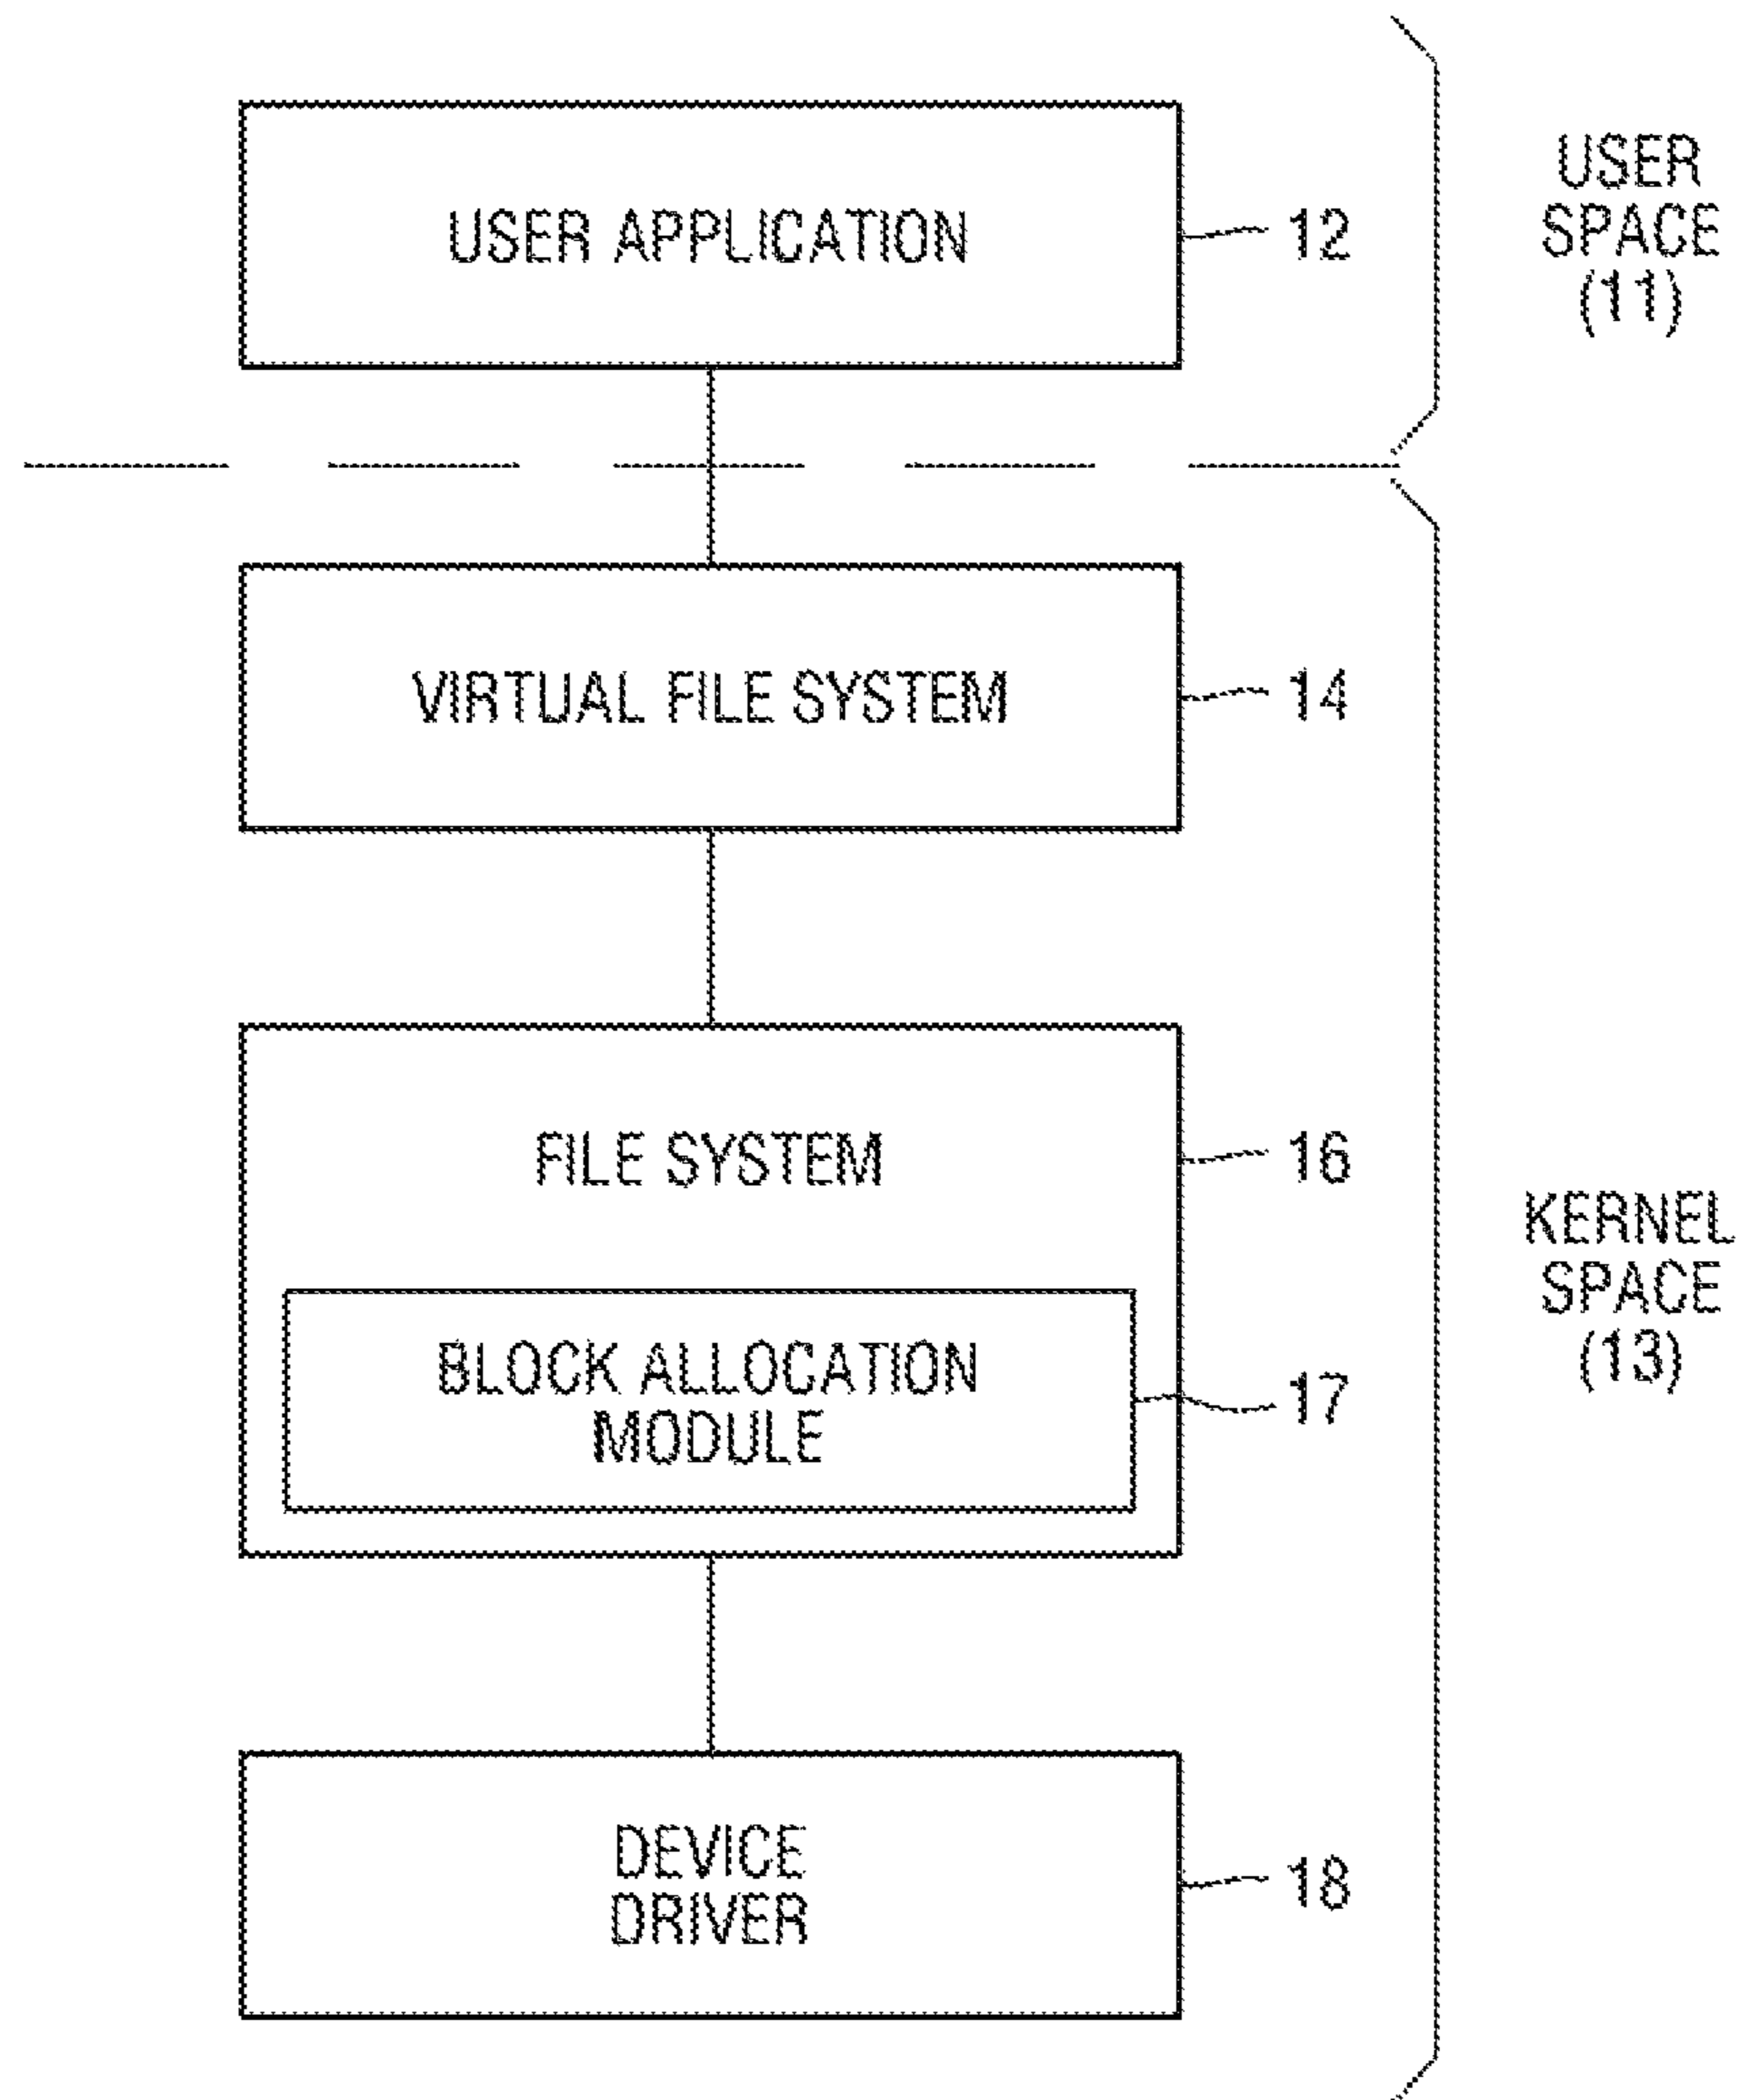 USER APPLICATION
12
USER
SPACE
(11)
VIRTUAL FILE SYSTEM
14
FILE SYSTEM
16
BLOCK ALLOCATION
MODULE
17
KERNEL
SPACE
(13)
DEVICE
DRIVER
18